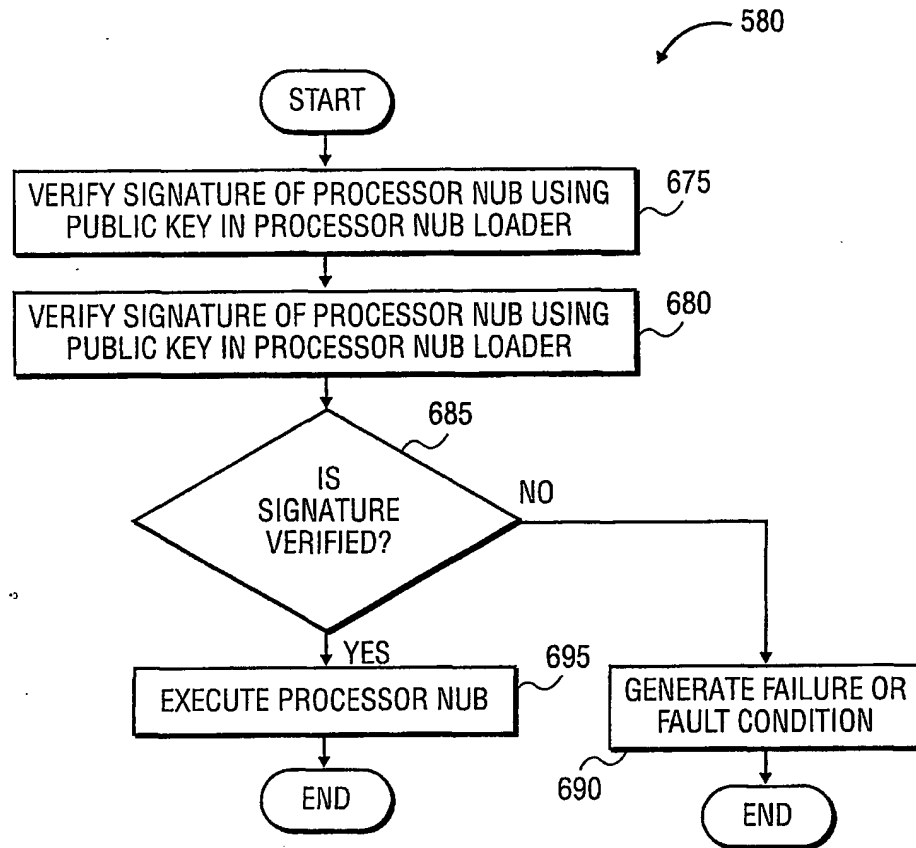 580
START
VERIFY SIGNATURE OF PROCESSOR NUB USING
PUBLIC KEY IN PROCESSOR NUB LOADER
675
VERIFY SIGNATURE OF PROCESSOR NUB USING
PUBLIC KEY IN PROCESSOR NUB LOADER
680
685
IS
SIGNATURE
VERIFIED?
NO
YES
695
EXECUTE PROCESSOR NUB
GENERATE FAILURE OR
FAULT CONDITION
690
END
END